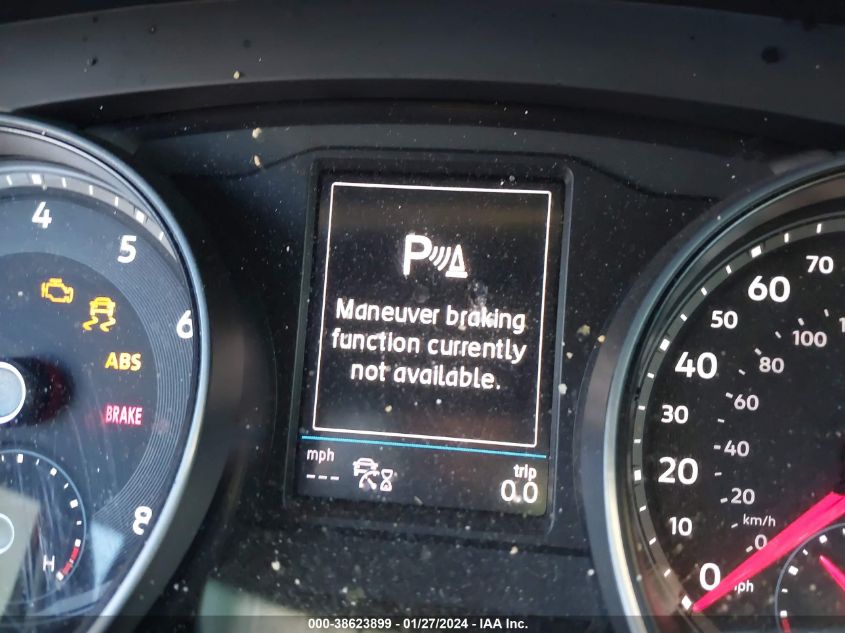 4
5
6
8
ABS
BRAKE
H
P
Maneuver braking
function currently
not available.
mph
---
trip
0.0
0
10
20
30
40
50
60
70
0
20
40
60
80
100
km/h
000-38623899 - 01/27/2024 - IAA Inc.